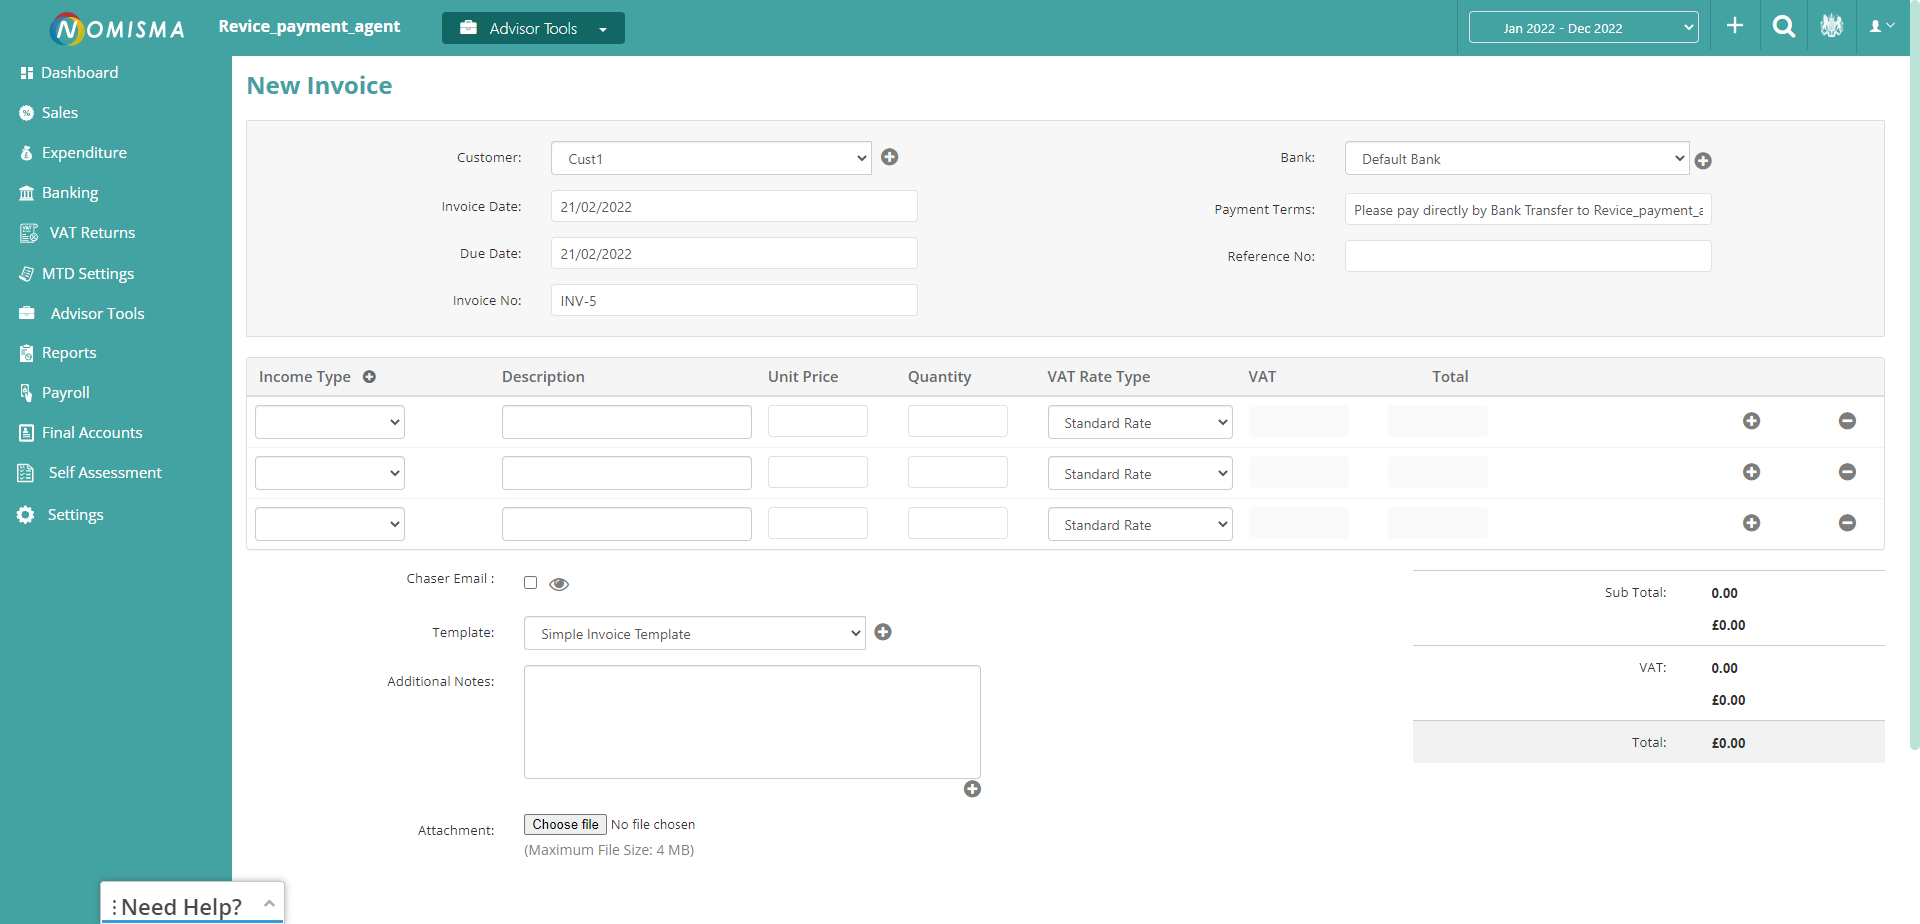 NOMISMA
Revice_payment_agent
Advisor Tools
Jan 2022 - Dec 2022
Dashboard
Sales
Expenditure
Banking
VAT Returns
MTD Settings
Advisor Tools
Reports
Payroll
Final Accounts
Self Assessment
Settings
New Invoice
Customer: Cust1
Bank: Default Bank
Invoice Date: 21/02/2022
Payment Terms: Please pay directly by Bank Transfer to Revice_payment_a
Due Date: 21/02/2022
Reference No:
Invoice No: INV-5
Income Type Description Unit Price Quantity VAT Rate Type VAT Total
Standard Rate
Standard Rate
Standard Rate
Chaser Email :
Template: Simple Invoice Template
Additional Notes:
Attachment: Choose file No file chosen
(Maximum File Size: 4 MB)
Sub Total: 0.00
£0.00
VAT: 0.00
£0.00
Total: £0.00
Need Help?